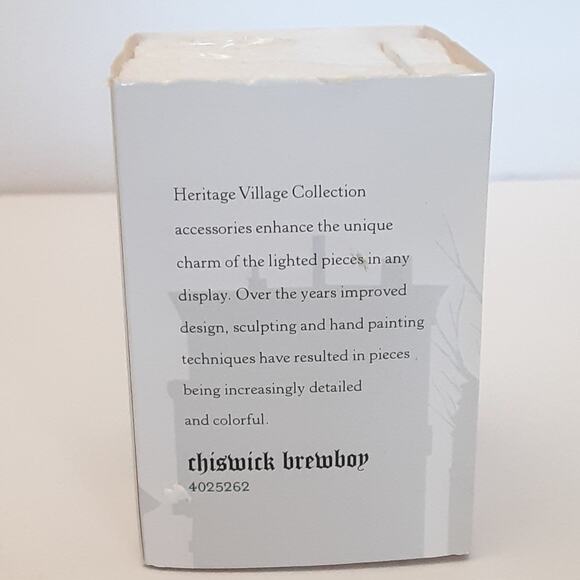 Heritage Village Collection
accessories enhance the unique
charm of the lighted pieces in any
display. Over the years improved
design, sculpting and hand painting
techniques have resulted in pieces
being increasingly detailed
and colorful.
chiswick brewboy
4025262